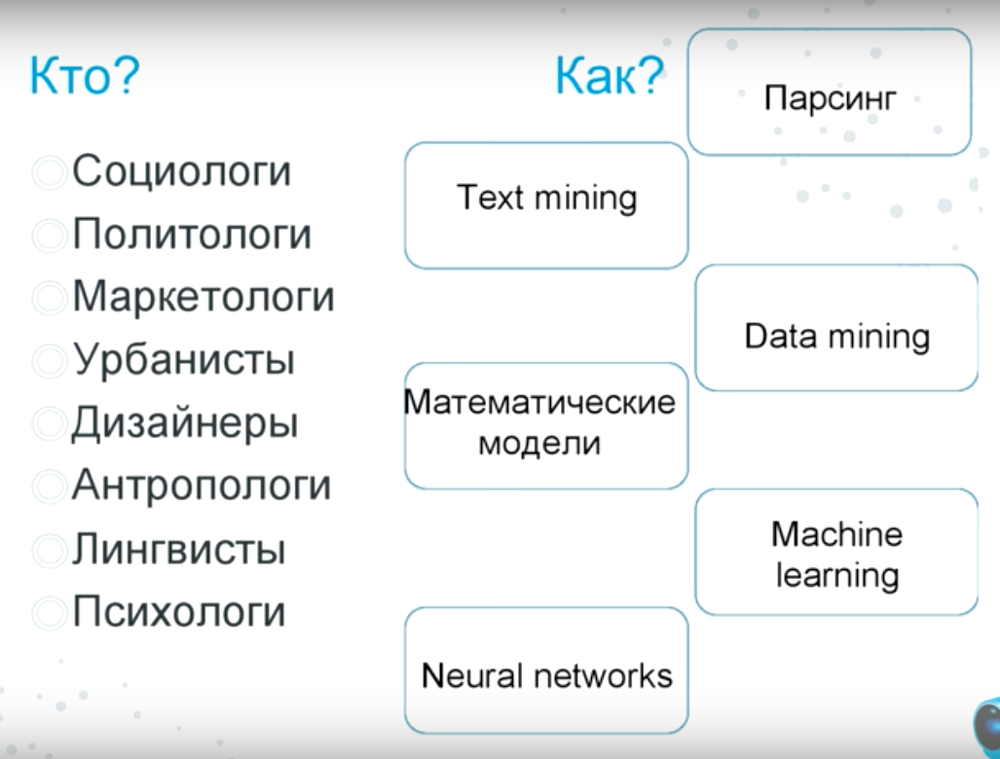 Кто?
Социологи
Политологи
Маркетологи
Урбанисты
Дизайнеры
Антропологи
Лингвисты
Психологи
Как?
Парсинг
Text mining
Data mining
Математические
модели
Machine
learning
Neural networks